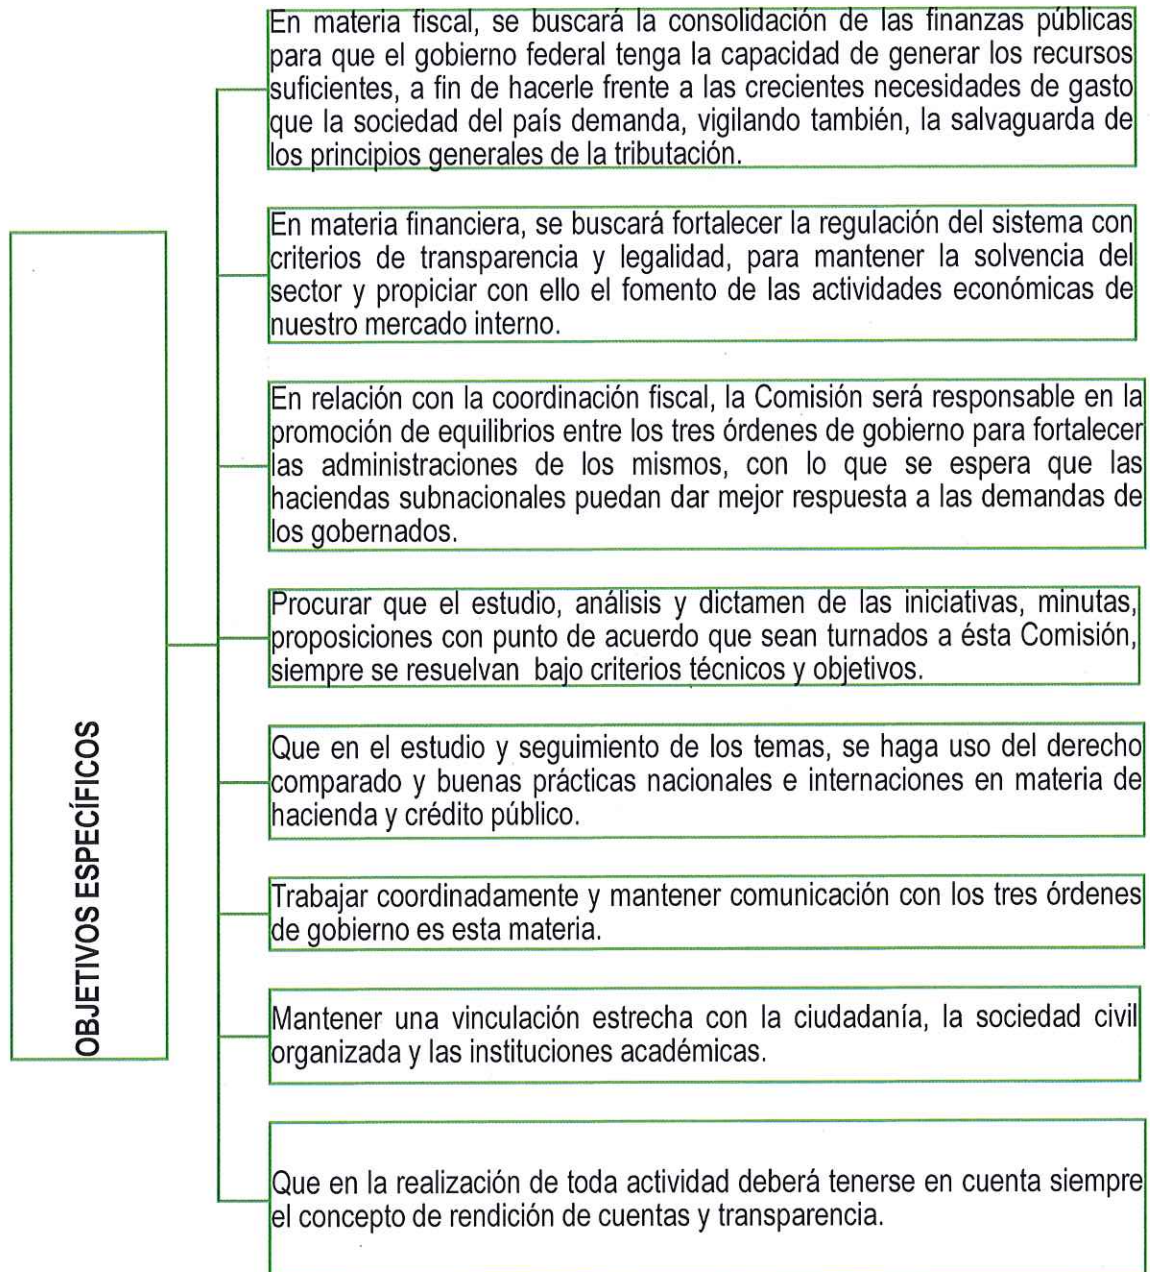 En materia fiscal, se buscará la consolidación de las finanzas públicas
para que el gobierno federal tenga la capacidad de generar los recursos
suficientes, a fin de hacerle frente a las crecientes necesidades de gasto
que la sociedad del país demanda, vigilando también, la salvaguarda de
los principios generales de la tributación.
En materia financiera, se buscará fortalecer la regulación del sistema con
criterios de transparencia y legalidad, para mantener la solvencia del
sector y propiciar con ello el fomento de las actividades económicas de
nuestro mercado interno.
En relación con la coordinación fiscal, la Comisión será responsable en la
promoción de equilibrios entre los tres órdenes de gobierno para fortalecer
las administraciones de los mismos, con lo que se espera que las
haciendas subnacionales puedan dar mejor respuesta a las demandas de
los gobernados.
Procurar que el estudio, análisis y dictamen de las iniciativas, minutas,
proposiciones con punto de acuerdo que sean turnados a ésta Comisión,
siempre se resuelvan bajo criterios técnicos y objetivos.
Que en el estudio y seguimiento de los temas, se haga uso del derecho
comparado y buenas prácticas nacionales e internaciones en materia de
hacienda y crédito público.
Trabajar coordinadamente y mantener comunicación con los tres órdenes
de gobierno es esta materia.
Mantener una vinculación estrecha con la ciudadanía, la sociedad civil
organizada y las instituciones académicas.
Que en la realización de toda actividad deberá tenerse en cuenta siempre
el concepto de rendición de cuentas y transparencia.
OBJETIVOS ESPECÍFICOS